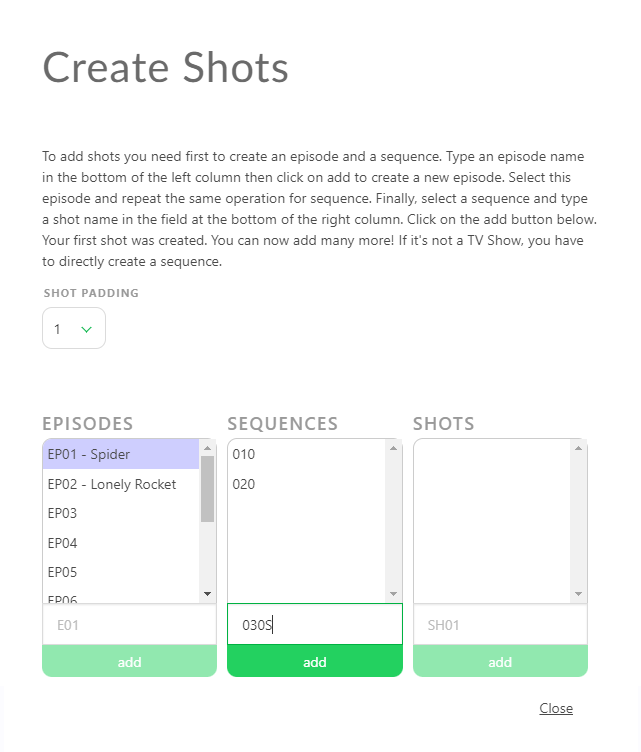 Create Shots
To add shots you need first to create an episode and a sequence. Type an episode name
in the bottom of the left column then click on add to create a new episode. Select this
episode and repeat the same operation for sequence. Finally, select a sequence and type
a shot name in the field at the bottom of the right column. Click on the add button below.
Your first shot was created. You can now add many more! If it's not a TV Show, you have
to directly create a sequence.
SHOT PADDING
1
EPISODES
EP01 - Spider
EP02 - Lonely Rocket
EP03
EP04
EP05
EP06
E01
add
SEQUENCES
010
020
030S
add
SHOTS
SH01
add
Close